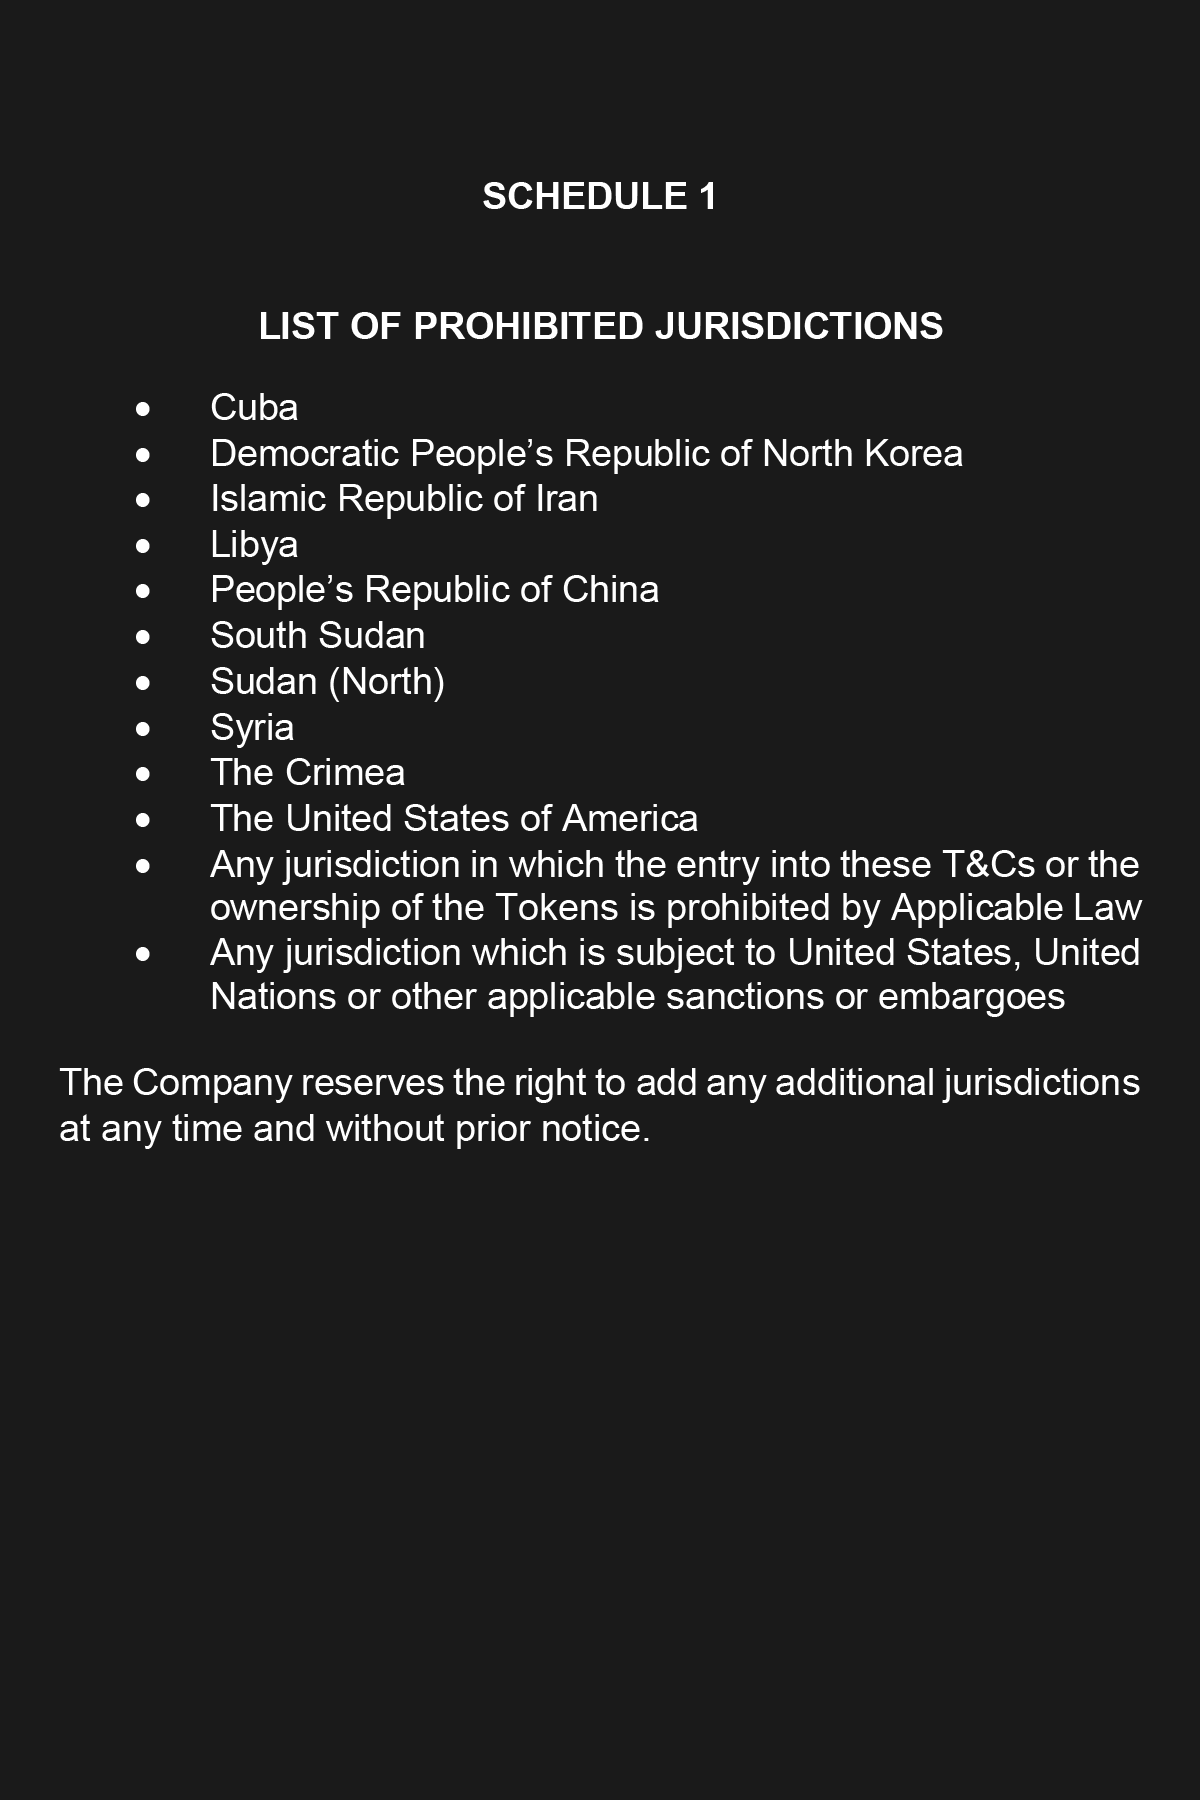 SCHEDULE 1
LIST OF PROHIBITED JURISDICTIONS
• Cuba
• Democratic People’s Republic of North Korea
• Islamic Republic of Iran
• Libya
• People’s Republic of China
• South Sudan
• Sudan (North)
• Syria
• The Crimea
• The United States of America
• Any jurisdiction in which the entry into these T&Cs or the
ownership of the Tokens is prohibited by Applicable Law
• Any jurisdiction which is subject to United States, United
Nations or other applicable sanctions or embargoes
The Company reserves the right to add any additional jurisdictions
at any time and without prior notice.